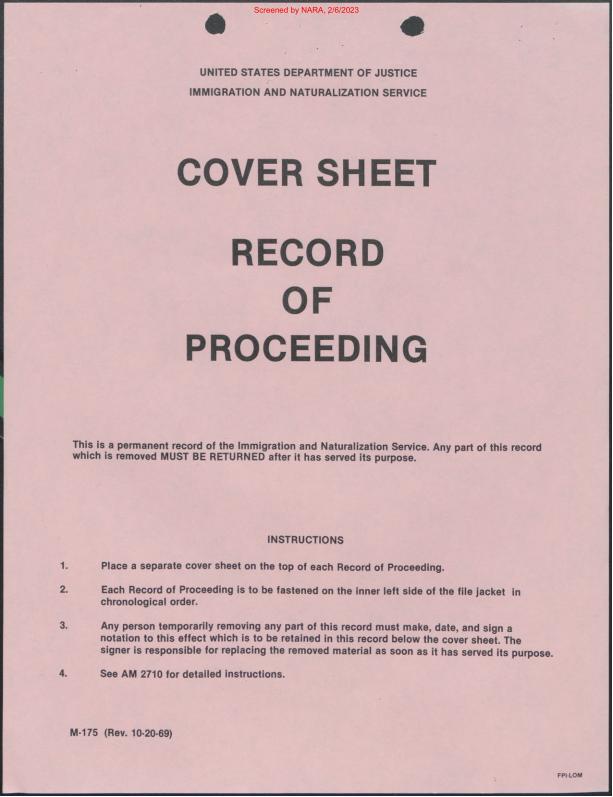 Screened by NARA, 2/6/2023
UNITED STATES DEPARTMENT OF JUSTICE
IMMIGRATION AND NATURALIZATION SERVICE
COVER SHEET
RECORD
OF
PROCEEDING
This is a permanent record of the Immigration and Naturalization Service. Any part of this record
which is removed MUST BE RETURNED after it has served its purpose.
INSTRUCTIONS
1. Place a separate cover sheet on the top of each Record of Proceeding.
2. Each Record of Proceeding is to be fastened on the inner left side of the file jacket in
chronological order.
3. Any person temporarily removing any part of this record must make, date, and sign a
notation to this effect which is to be retained in this record below the cover sheet. The
signer is responsible for replacing the removed material as soon as it has served its purpose.
4. See AM 2710 for detailed instructions.
M-175 (Rev. 10-20-69)
FPI-LOM